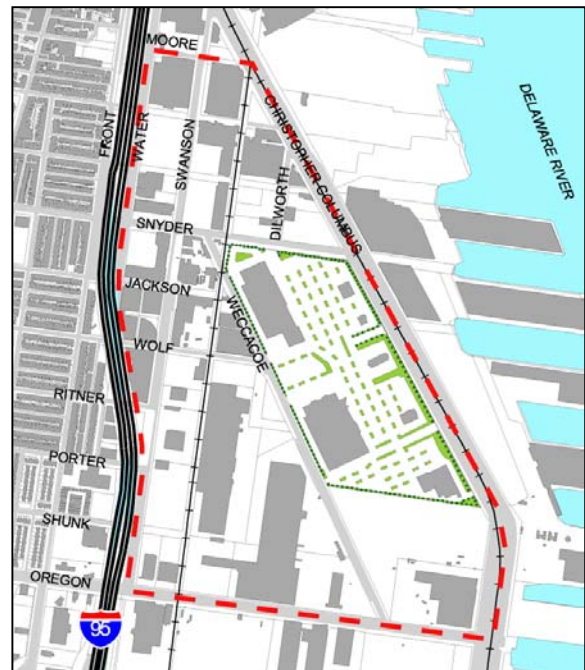 MOORE
FRONT
WATER
SWANSON
CHRISTOPHER COLUMBUS
DELAWARE RIVER
DILWORTH
SNYDER
JACKSON
WECCACOE
WOLF
RITNER
PORTER
SHUNK
OREGON
95